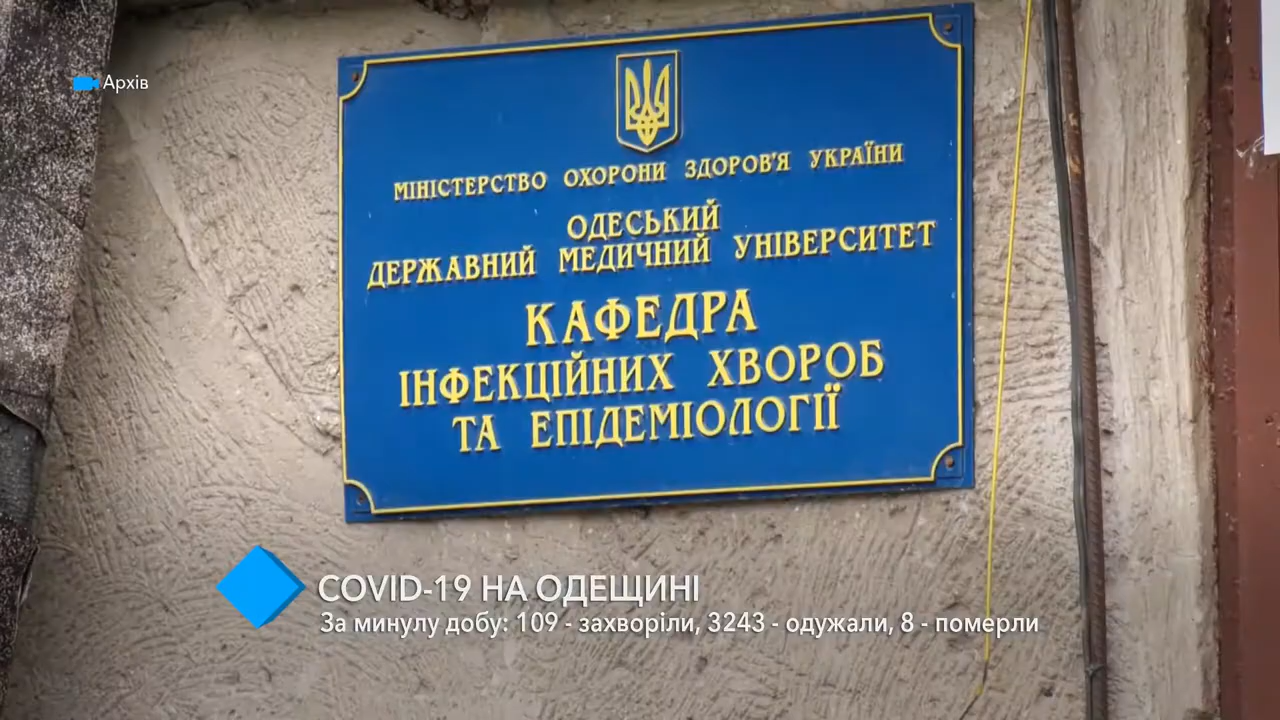 Архів
МІНІСТЕРСТВО ОХОРОНИ ЗДОРОВ'Я УКРАЇНИ
ОДЕСЬКИЙ
ДЕРЖАВНИЙ МЕДИЧНИЙ УНІВЕРСИТЕТ
КАФЕДРА
ІНФЕКЦІЙНИХ ХВОРОБ
ТА ЕПІДЕМІОЛОГІЇ
COVID-19 НА ОДЕЩИНІ
За минулу добу: 109 - захворіли, 3243 - одужали, 8 - померли